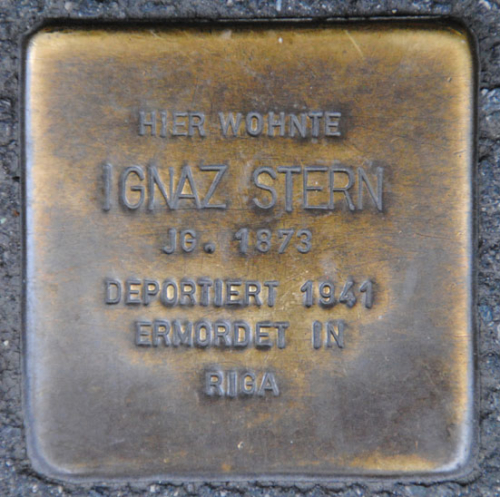 HIER WOHNTE
IGNAZ STERN
JG. 1873
DEPORTIERT 1941
ERMORDET IN
RIGA